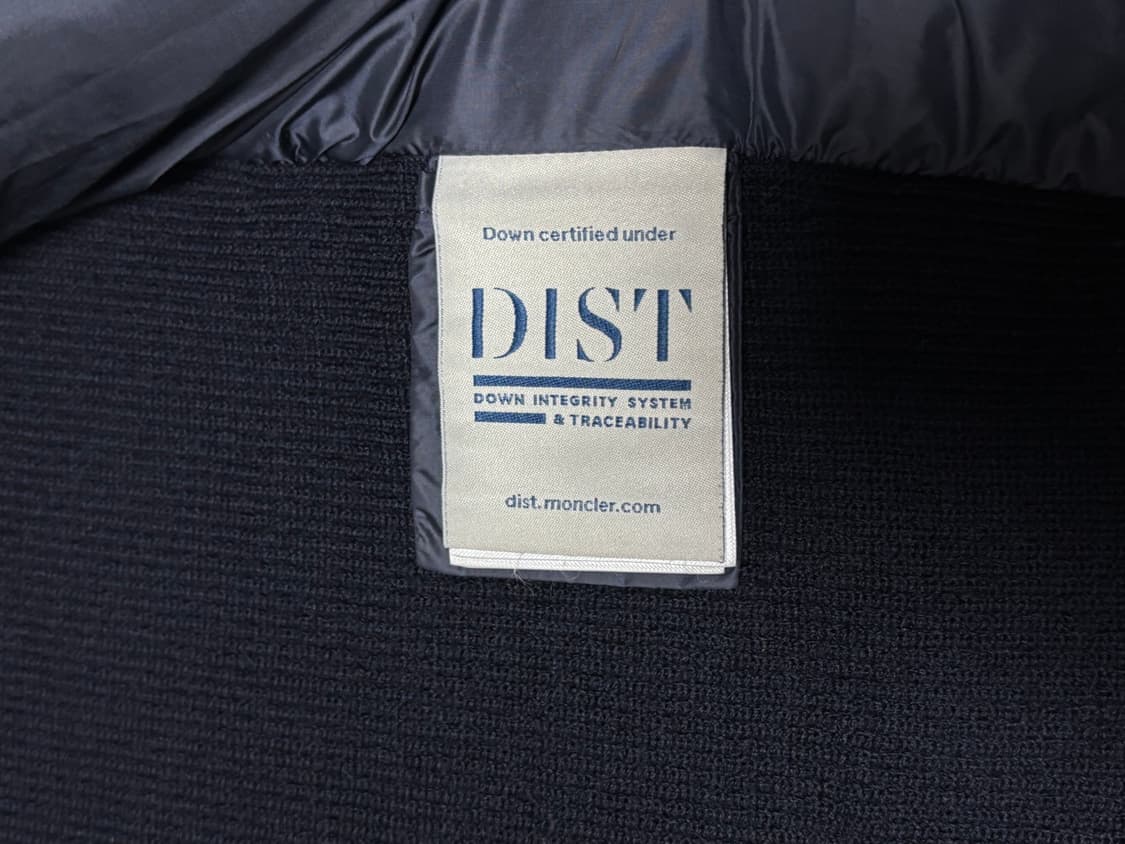 Down certified under
DIST
DOWN INTEGRITY SYSTEM
& TRACEABILITY
dist.moncler.com